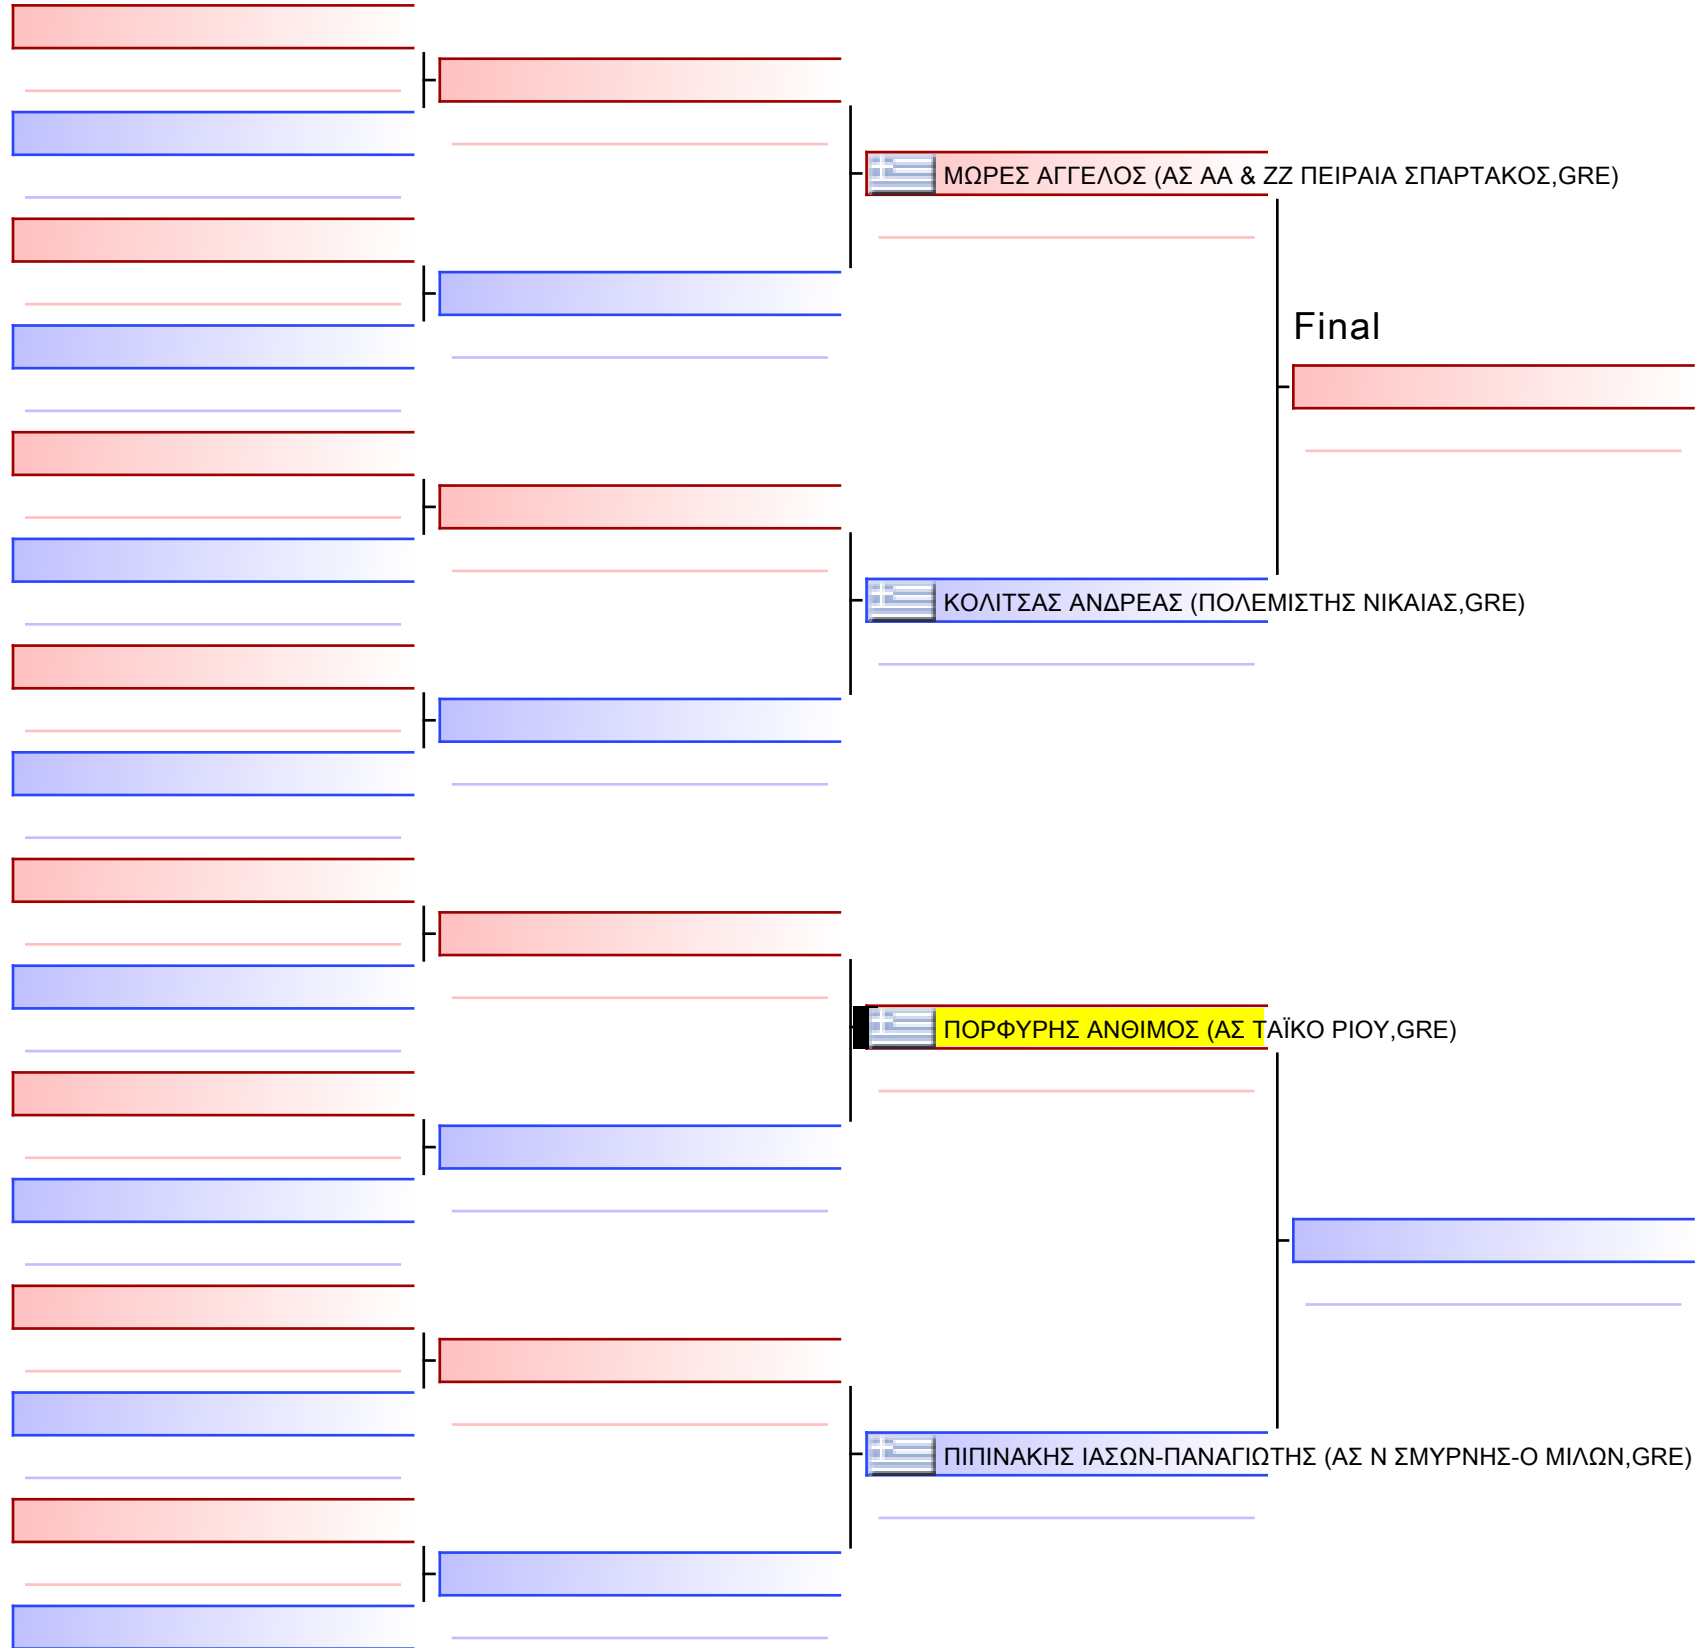 ΜΩΡΕΣ ΑΓΓΕΛΟΣ (ΑΣ ΑΑ & ΖΖ ΠΕΙΡΑΙΑ ΣΠΑΡΤΑΚΟΣ,GRE)
Final
ΚΟΛΙΤΣΑΣ ΑΝΔΡΕΑΣ (ΠΟΛΕΜΙΣΤΗΣ ΝΙΚΑΙΑΣ,GRE)
ΠΟΡΦΥΡΗΣ ΑΝΘΙΜΟΣ (ΑΣ ΤΑΪΚΟ ΡΙΟΥ,GRE)
ΠΙΠΙΝΑΚΗΣ ΙΑΣΩΝ-ΠΑΝΑΓΙΩΤΗΣ (ΑΣ Ν ΣΜΥΡΝΗΣ-Ο ΜΙΛΩΝ,GRE)